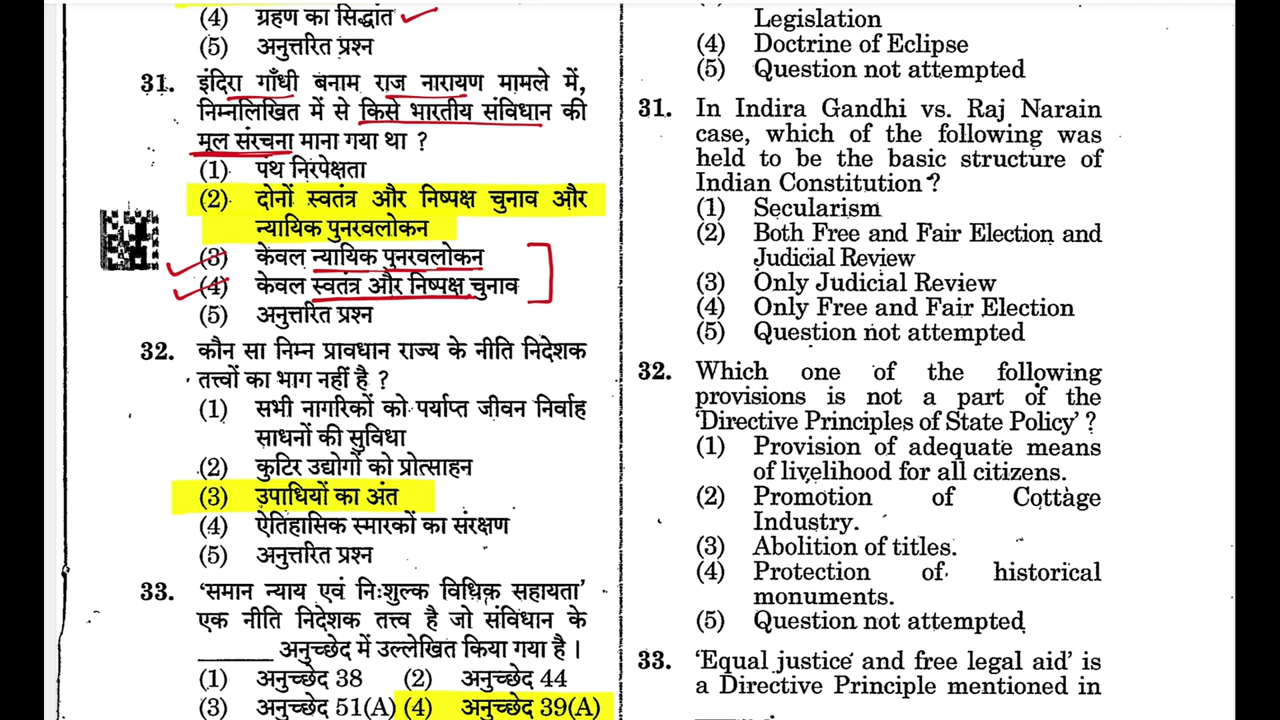 (4) ग्रहण का सिद्धांत
(5) अनुत्तरित प्रश्न
31. इंदिरा गाँधी बनाम राज नारायण मामले में,
निम्नलिखित में से किसे भारतीय संविधान की
मूल संरचना माना गया था ?
(1) पंथ निरपेक्षता
(2) दोनों स्वतंत्र और निष्पक्ष चुनाव और
न्यायिक पुनरवलोकन
(3) केवल न्यायिक पुनरवलोकन
(4) केवल स्वतंत्र और निष्पक्ष चुनाव
(5) अनुत्तरित प्रश्न
32. कौन सा निम्न प्रावधान राज्य के नीति निदेशक
तत्त्वों का भाग नहीं है ?
(1) सभी नागरिकों को पर्याप्त जीवन निर्वाह
साधनों की सुविधा
(2) कुटिर उद्योगों को प्रोत्साहन
(3) उपाधियों का अंत
(4) ऐतिहासिक स्मारकों का संरक्षण
(5) अनुत्तरित प्रश्न
33. ‘समान न्याय एवं निःशुल्क विधिक सहायता’
एक नीति निदेशक तत्त्व है जो संविधान के
______ अनुच्छेद में उल्लेखित किया गया है ।
(1) अनुच्छेद 38 (2) अनुच्छेद 44
(3) अनुच्छेद 51(A) (4) अनुच्छेद 39(A)
Legislation
(4) Doctrine of Eclipse
(5) Question not attempted
31. In Indira Gandhi vs. Raj Narain
case, which of the following was
held to be the basic structure of
Indian Constitution ?
(1) Secularism
(2) Both Free and Fair Election and
Judicial Review
(3) Only Judicial Review
(4) Only Free and Fair Election
(5) Question not attempted
32. Which one of the following
provisions is not a part of the
‘Directive Principles of State Policy’ ?
(1) Provision of adequate means
of livelihood for all citizens.
(2) Promotion of Cottage
Industry.
(3) Abolition of titles.
(4) Protection of historical
monuments.
(5) Question not attempted
33. ‘Equal justice and free legal aid’ is
a Directive Principle mentioned in